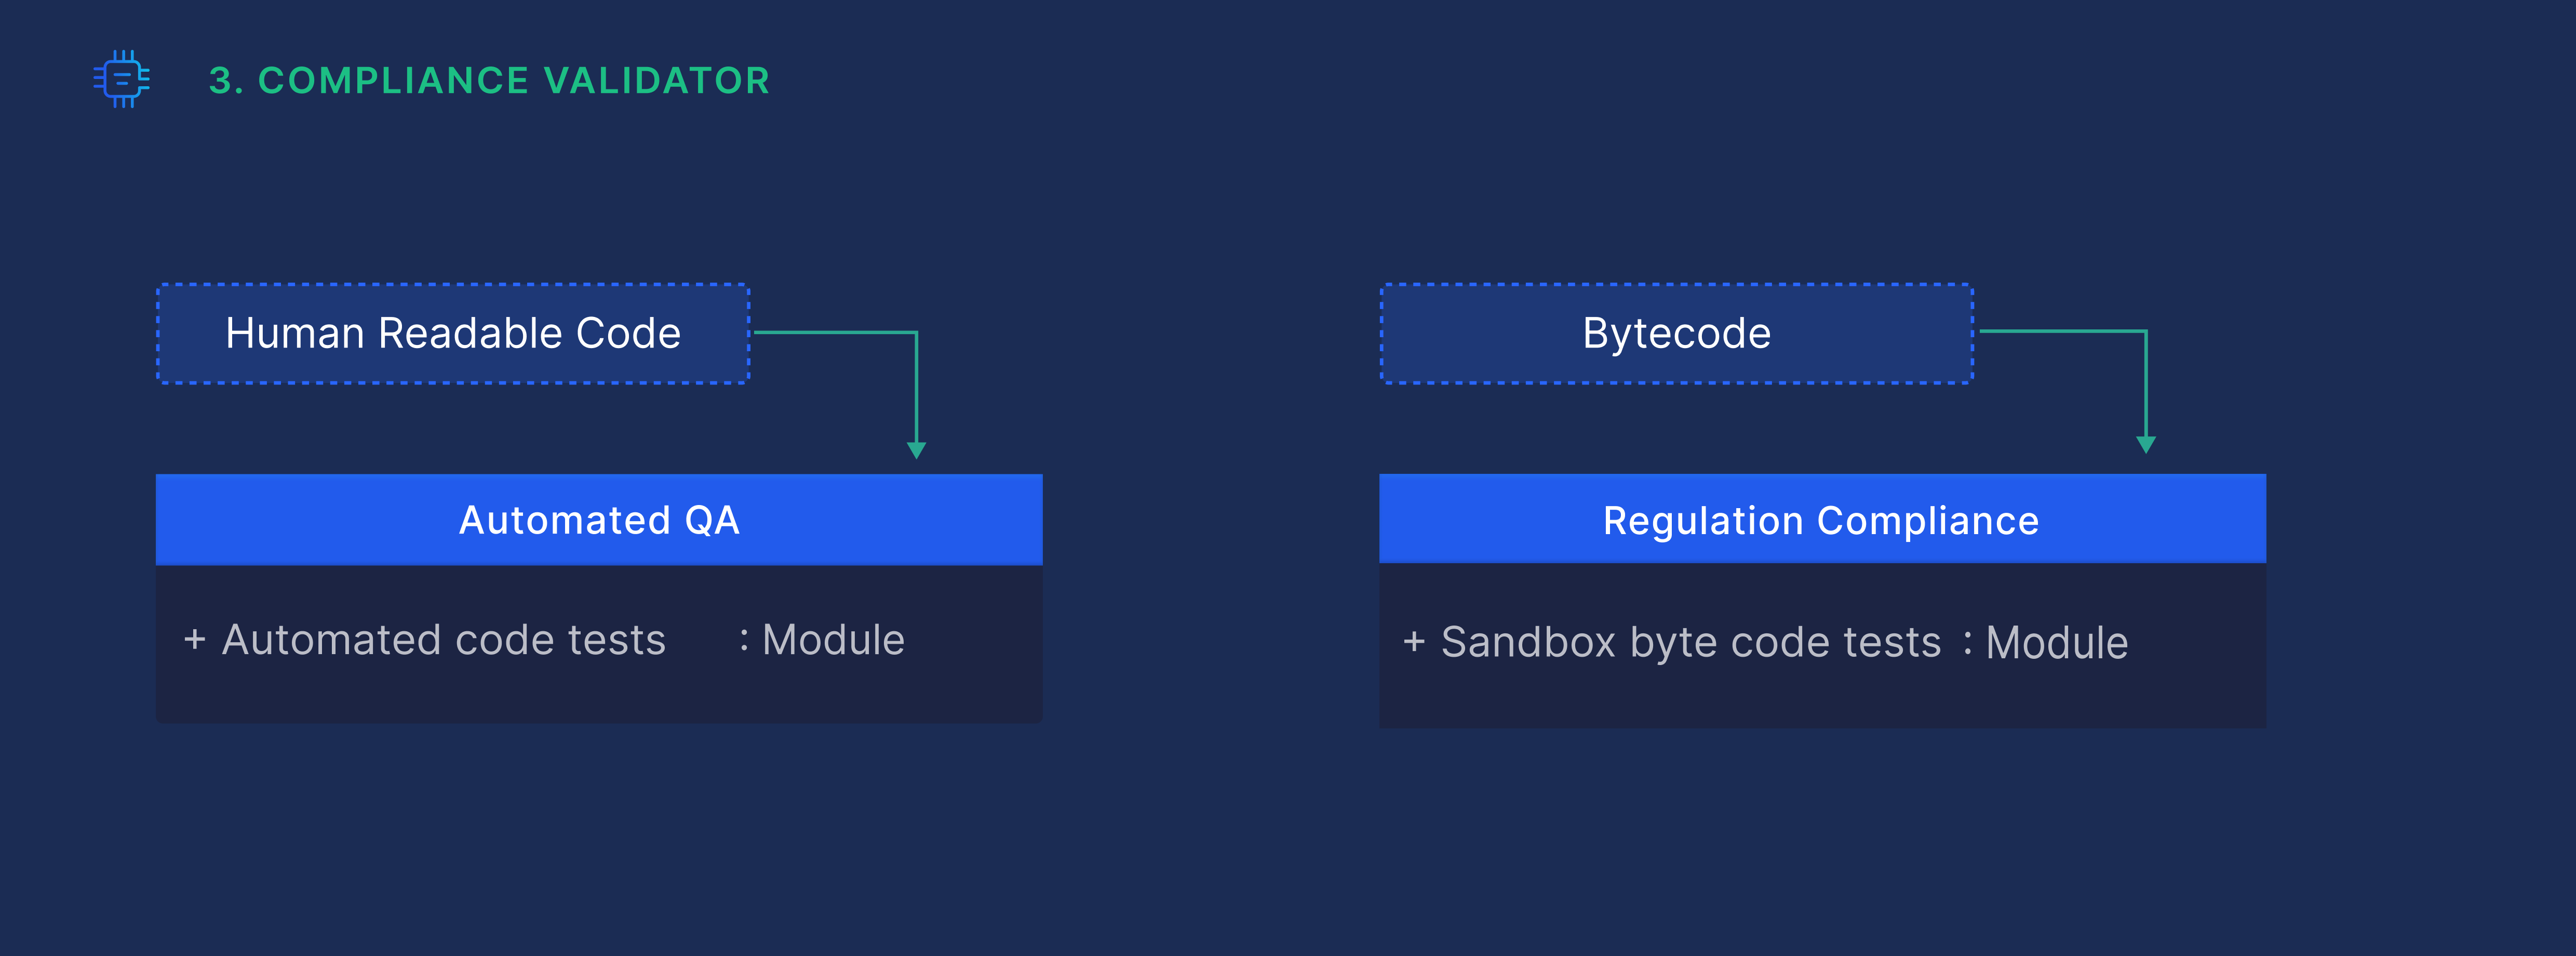 3. COMPLIANCE VALIDATOR
Human Readable Code
Bytecode
Automated QA
Regulation Compliance
+ Automated code tests : Module
+ Sandbox byte code tests : Module